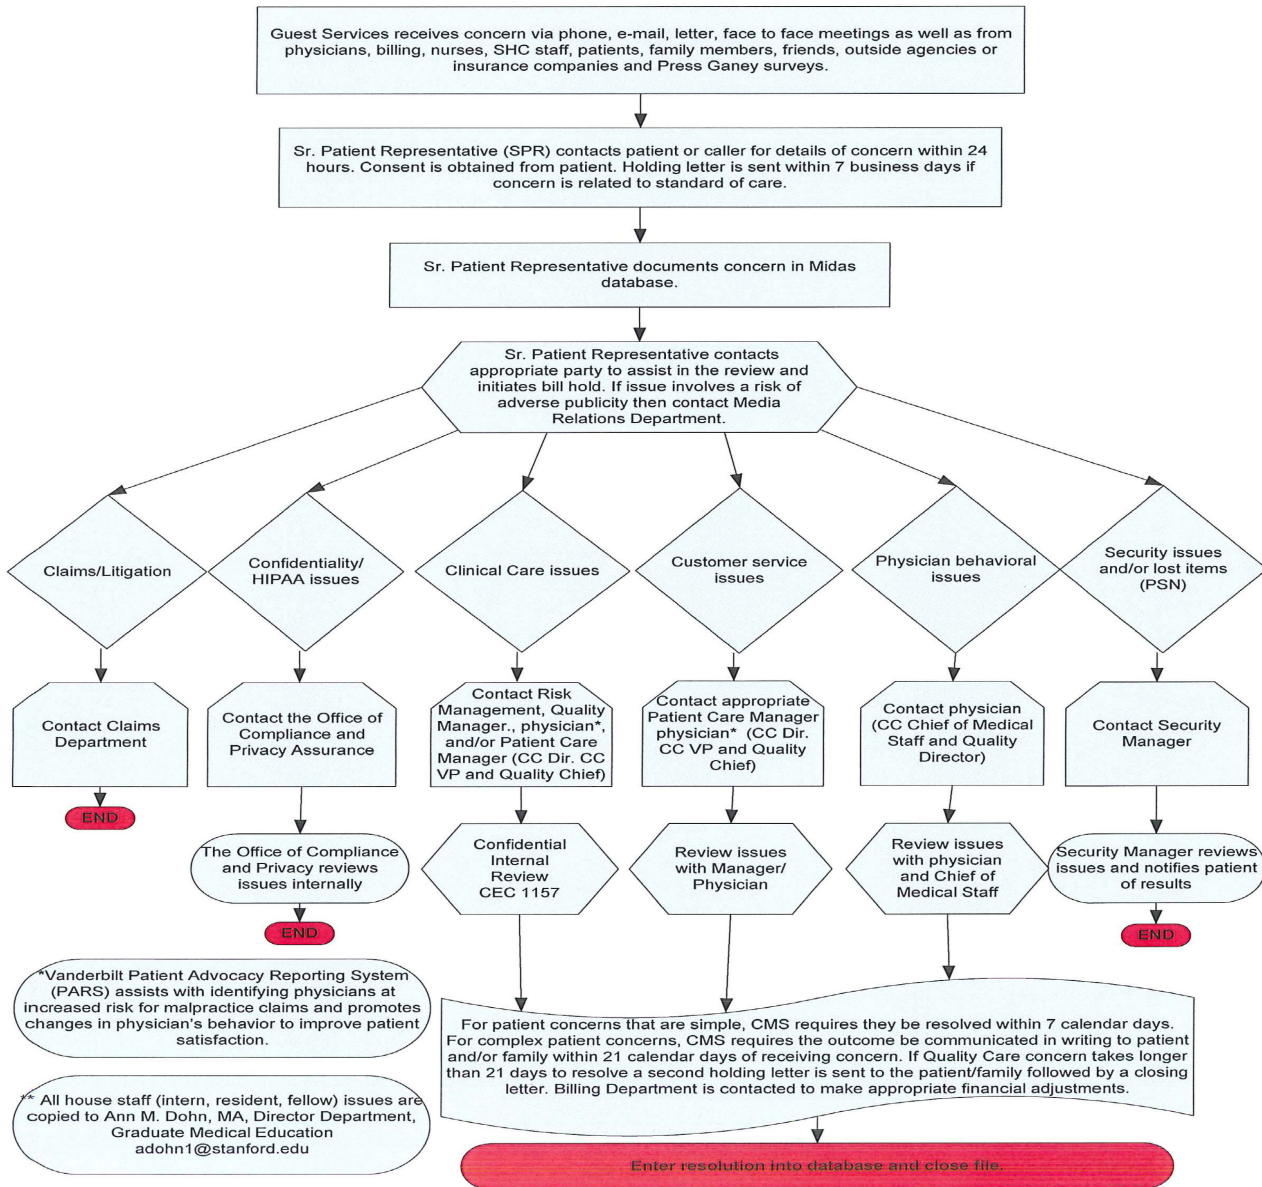 Guest Services receives concern via phone, e-mail, letter, face to face meetings as well as from
physicians, billing, nurses, SHC staff, patients, family members, friends, outside agencies or
insurance companies and Press Ganey surveys.
Sr. Patient Representative (SPR) contacts patient or caller for details of concern within 24
hours. Consent is obtained from patient. Holding letter is sent within 7 business days if
concern is related to standard of care.
Sr. Patient Representative documents concern in Midas
database.
Sr. Patient Representative contacts
appropriate party to assist in the review and
initiates bill hold. If issue involves a risk of
adverse publicity then contact Media
Relations Department.
Claims/Litigation
Confidentiality/
HIPAA issues
Clinical Care issues
Customer service
issues
Physician behavioral
issues
Security issues
and/or lost items
(PSN)
Contact Claims
Department
Contact the Office of
Compliance and
Privacy Assurance
Contact Risk
Management, Quality
Manager., physician*,
and/or Patient Care
Manager (CC Dir. CC
VP and Quality Chief)
Contact appropriate
Patient Care Manager
physician* (CC Dir.
CC VP and Quality
Chief)
Contact physician
(CC Chief of Medical
Staff and Quality
Director)
Contact Security
Manager
END
The Office of Compliance
and Privacy reviews
issues internally
Confidential
Internal
Review
CEC 1157
Review issues
with Manager/
Physician
Review issues
with physician
and Chief of
Medical Staff
Security Manager reviews
issues and notifies patient
of results
END
END
*Vanderbilt Patient Advocacy Reporting System
(PARS) assists with identifying physicians at
increased risk for malpractice claims and promotes
changes in physician's behavior to improve patient
satisfaction.
For patient concerns that are simple, CMS requires they be resolved within 7 calendar days.
For complex patient concerns, CMS requires the outcome be communicated in writing to patient
and/or family within 21 calendar days of receiving concern. If Quality Care concern takes longer
than 21 days to resolve a second holding letter is sent to the patient/family followed by a closing
letter. Billing Department is contacted to make appropriate financial adjustments.
** All house staff (intern, resident, fellow) issues are
copied to Ann M. Dohn, MA, Director Department,
Graduate Medical Education
adohn1@stanford.edu
Enter resolution into database and close file.